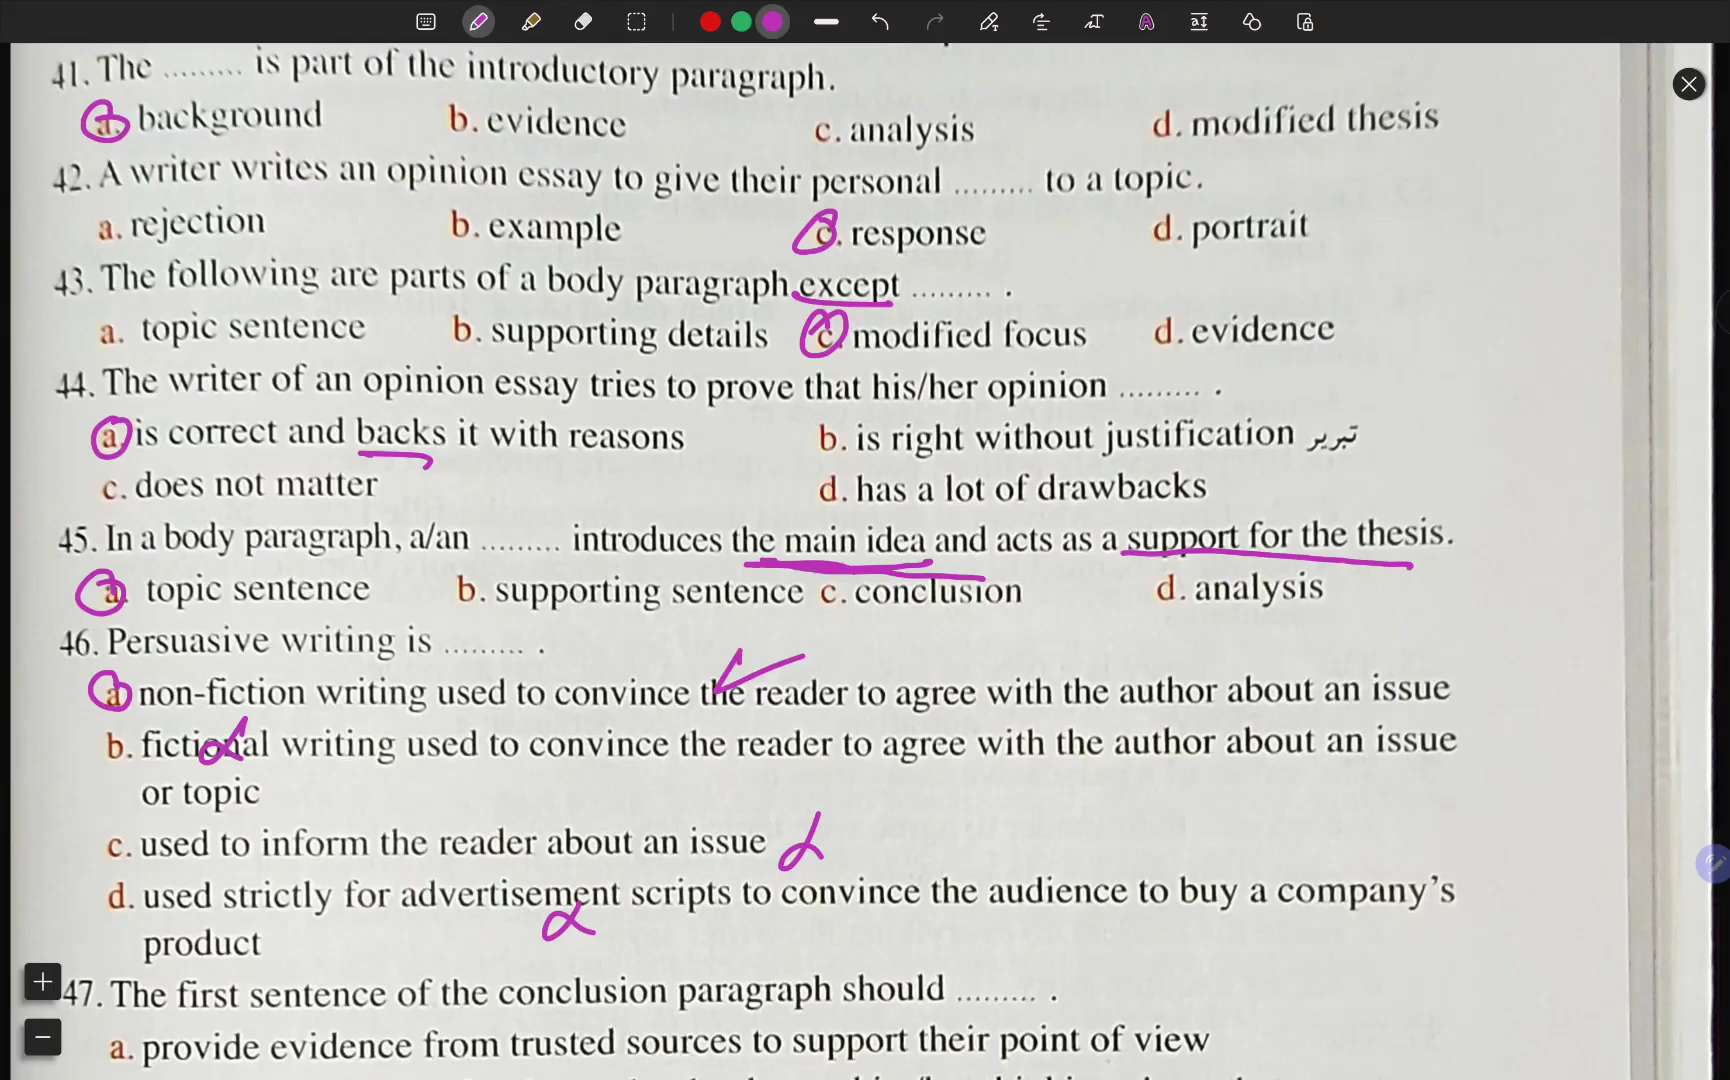 41. The ......... is part of the introductory paragraph.
a. background b. evidence c. analysis d. modified thesis
42. A writer writes an opinion essay to give their personal ......... to a topic.
a. rejection b. example c. response d. portrait
43. The following are parts of a body paragraph except ......... .
a. topic sentence b. supporting details c. modified focus d. evidence
44. The writer of an opinion essay tries to prove that his/her opinion ......... .
a. is correct and backs it with reasons b. is right without justification تبرير
c. does not matter d. has a lot of drawbacks
45. In a body paragraph, a/an ......... introduces the main idea and acts as a support for the thesis.
a. topic sentence b. supporting sentence c. conclusion d. analysis
46. Persuasive writing is ......... .
a. non-fiction writing used to convince the reader to agree with the author about an issue
b. fictional writing used to convince the reader to agree with the author about an issue
or topic
c. used to inform the reader about an issue
d. used strictly for advertisement scripts to convince the audience to buy a company's
product
47. The first sentence of the conclusion paragraph should ......... .
a. provide evidence from trusted sources to support their point of view